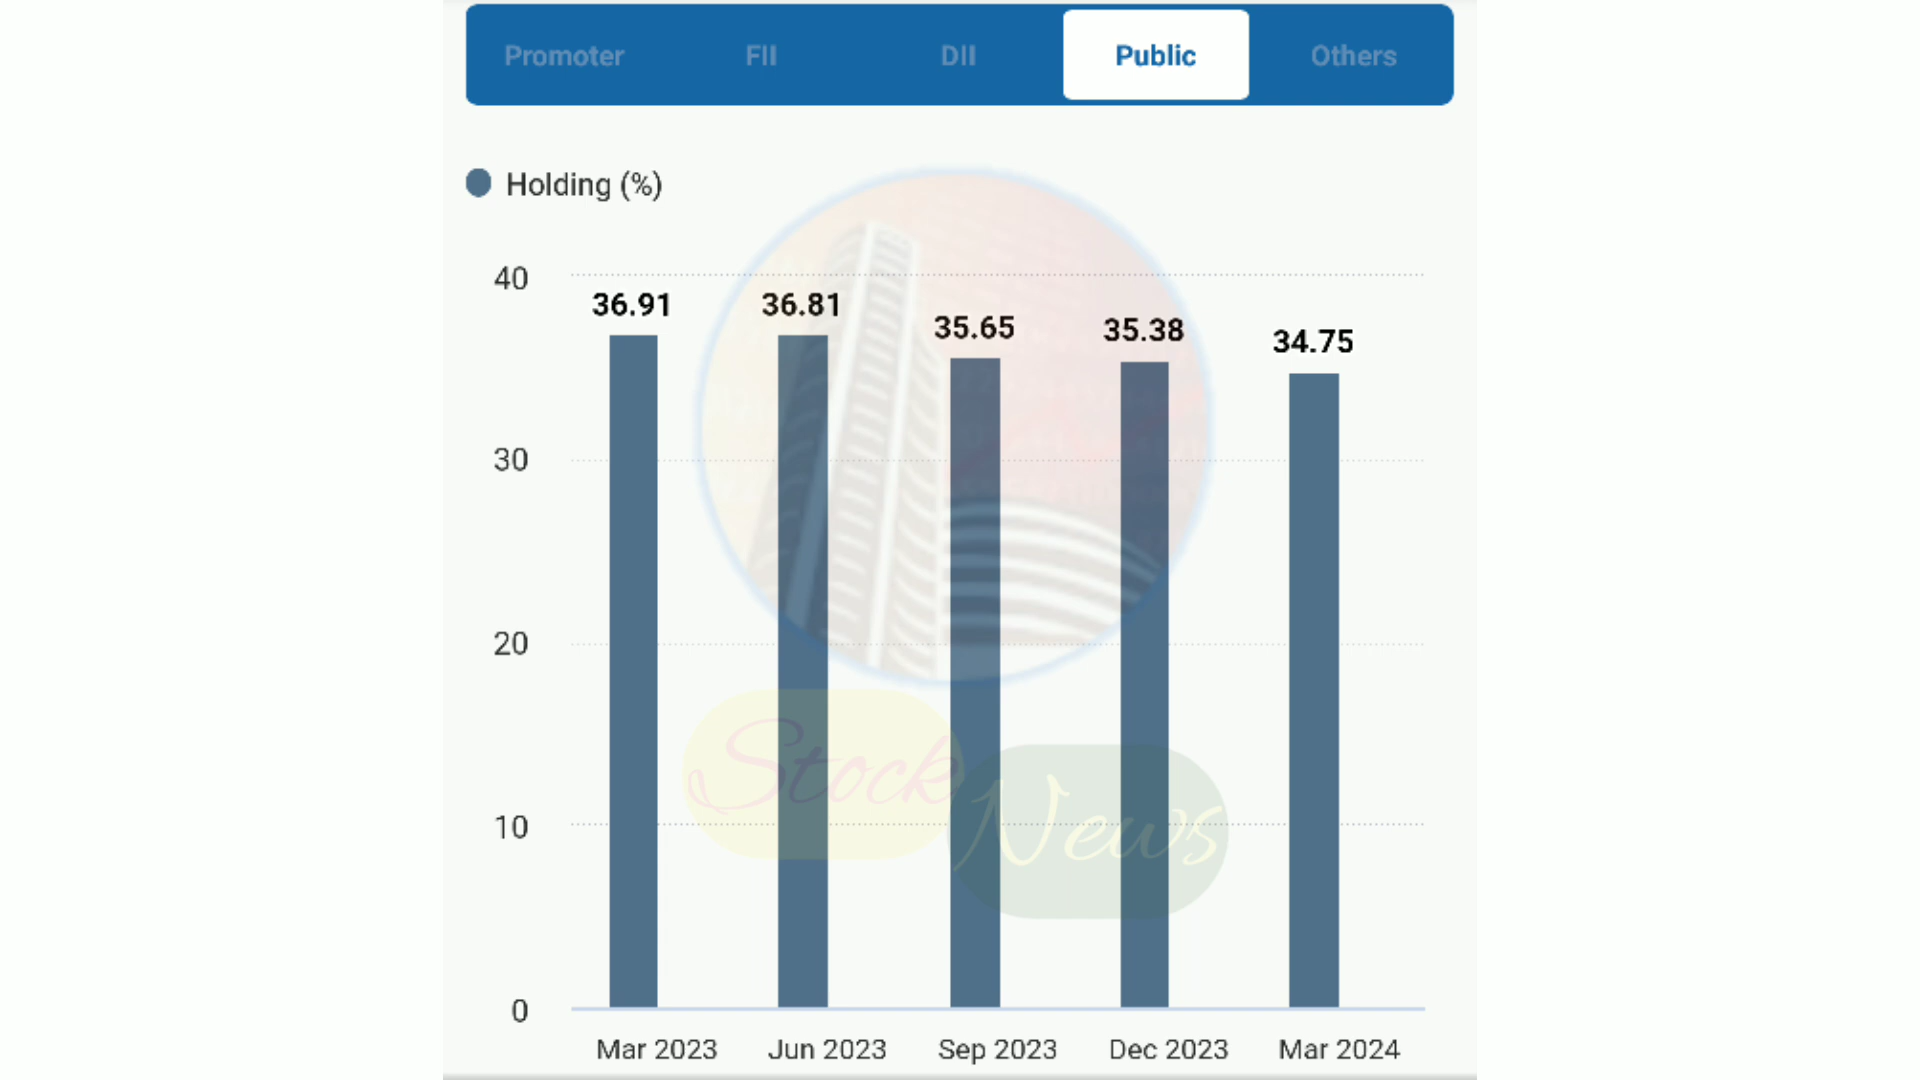 Promoter FII DII Public Others
Holding (%)
40
36.91 36.81 35.65 35.38 34.75
30
20
Stock
News
10
0
Mar 2023 Jun 2023 Sep 2023 Dec 2023 Mar 2024